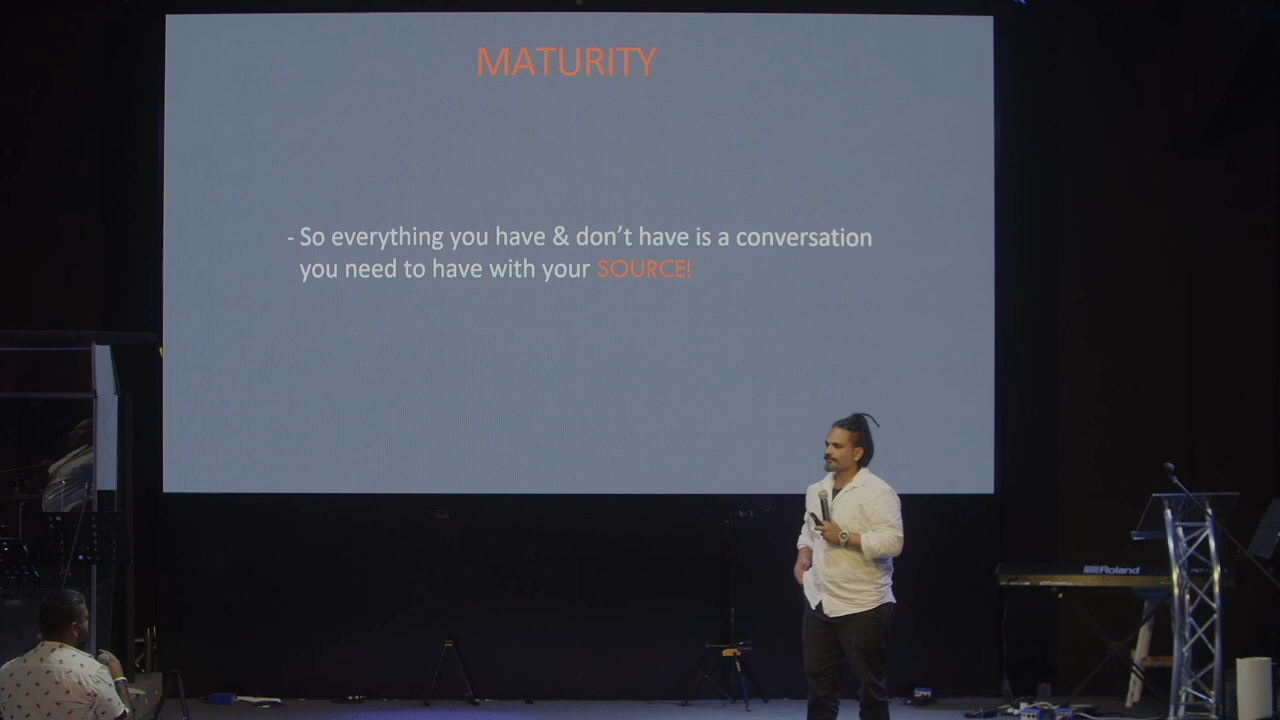 MATURITY
- So everything you have & don’t have is a conversation
you need to have with your SOURCE!
Roland